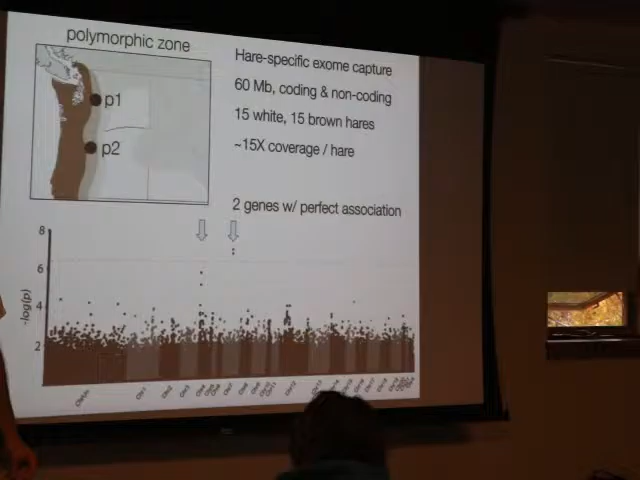 polymorphic zone
p1
p2
Hare-specific exome capture
60 Mb, coding & non-coding
15 white, 15 brown hares
~15X coverage / hare
2 genes w/ perfect association
8
6
4
2
-log(p)